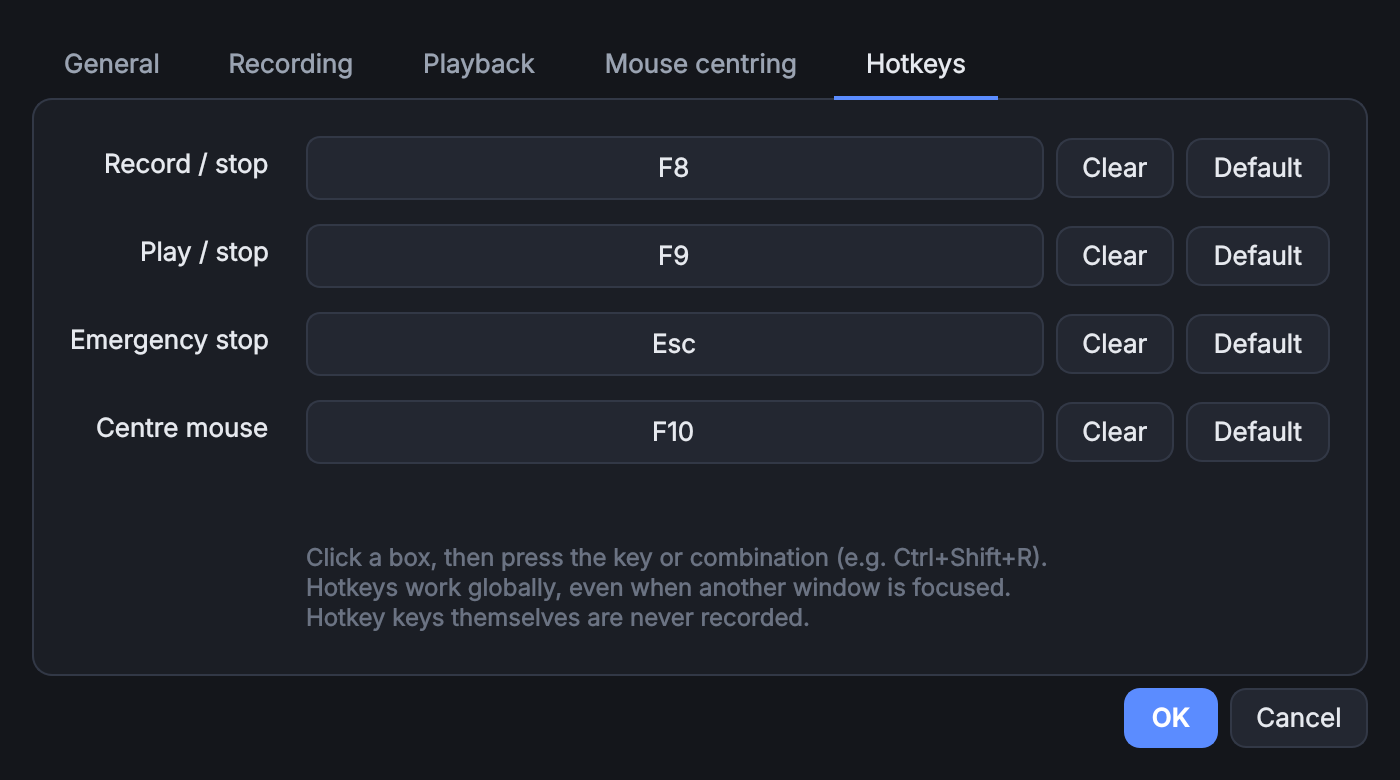 General Recording Playback Mouse centring Hotkeys
Record / stop F8 Clear Default
Play / stop F9 Clear Default
Emergency stop Esc Clear Default
Centre mouse F10 Clear Default
Click a box, then press the key or combination (e.g. Ctrl+Shift+R).
Hotkeys work globally, even when another window is focused.
Hotkey keys themselves are never recorded.
OK Cancel